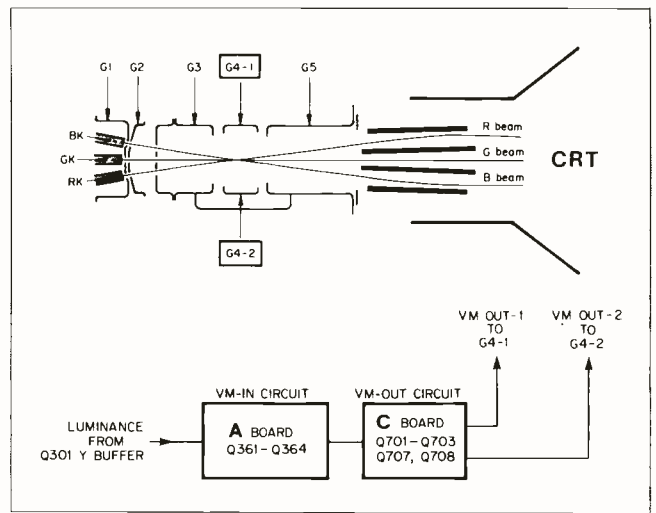 G1 G2 G3 G4-1 G5
BK
GK
RK
R beam
G beam
B beam
CRT
G4-2
VM OUT-1
TO
G4-1
VM OUT-2
TO
G4-2
VM-IN CIRCUIT
VM-OUT CIRCUIT
LUMINANCE
FROM
Q301 Y BUFFER
A BOARD
Q361-Q364
C BOARD
Q701-Q703
Q707, Q708